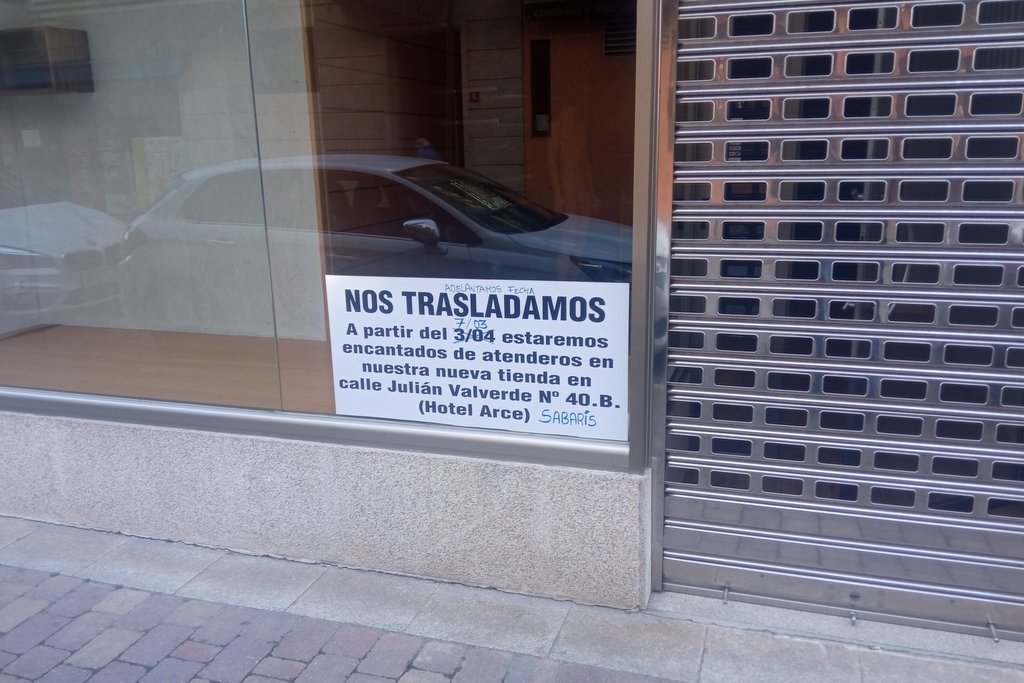 ADELANTAMOS FECHA
NOS TRASLADAMOS
7/03
A partir del 3/04 estaremos
encantados de atenderos en
nuestra nueva tienda en
calle Julián Valverde Nº 40.B.
(Hotel Arce) SABARÍS